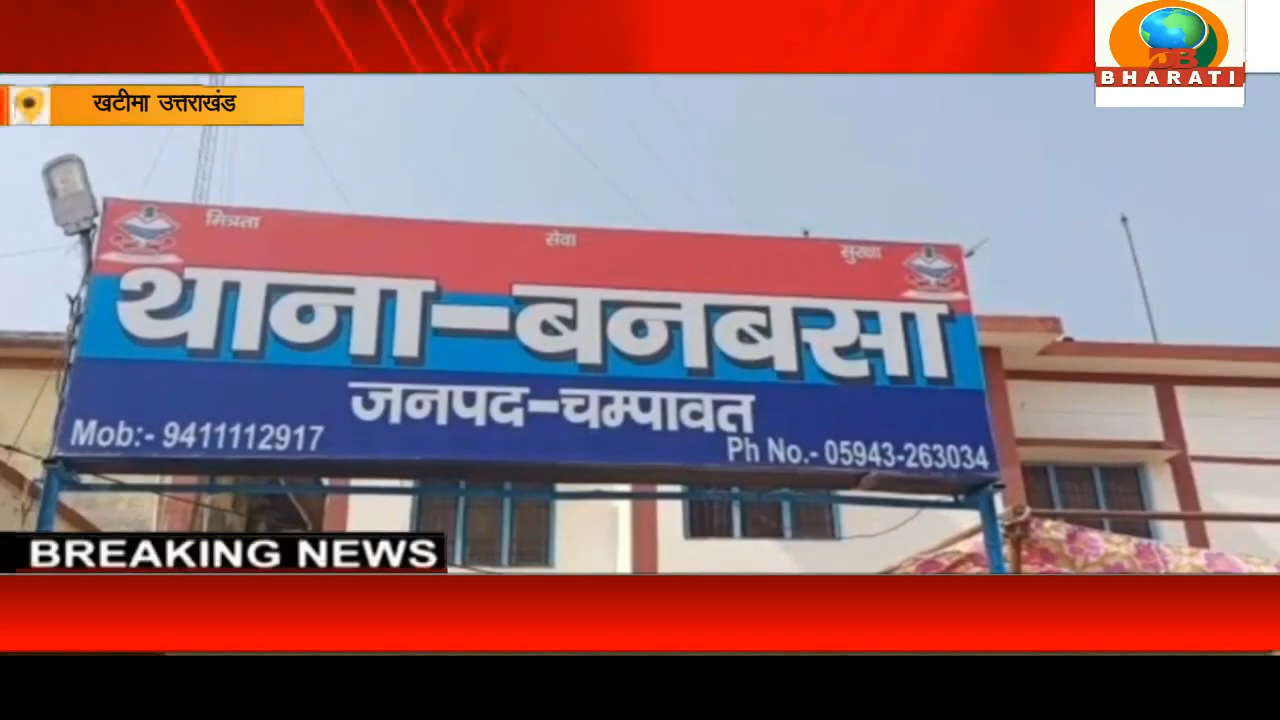 BHARATI
खटीमा उत्तराखंड
मित्रता सेवा सुरक्षा
थाना-बनबसा
जनपद-चम्पावत
Mob:- 9411112917 Ph No.- 05943-263034
BREAKING NEWS